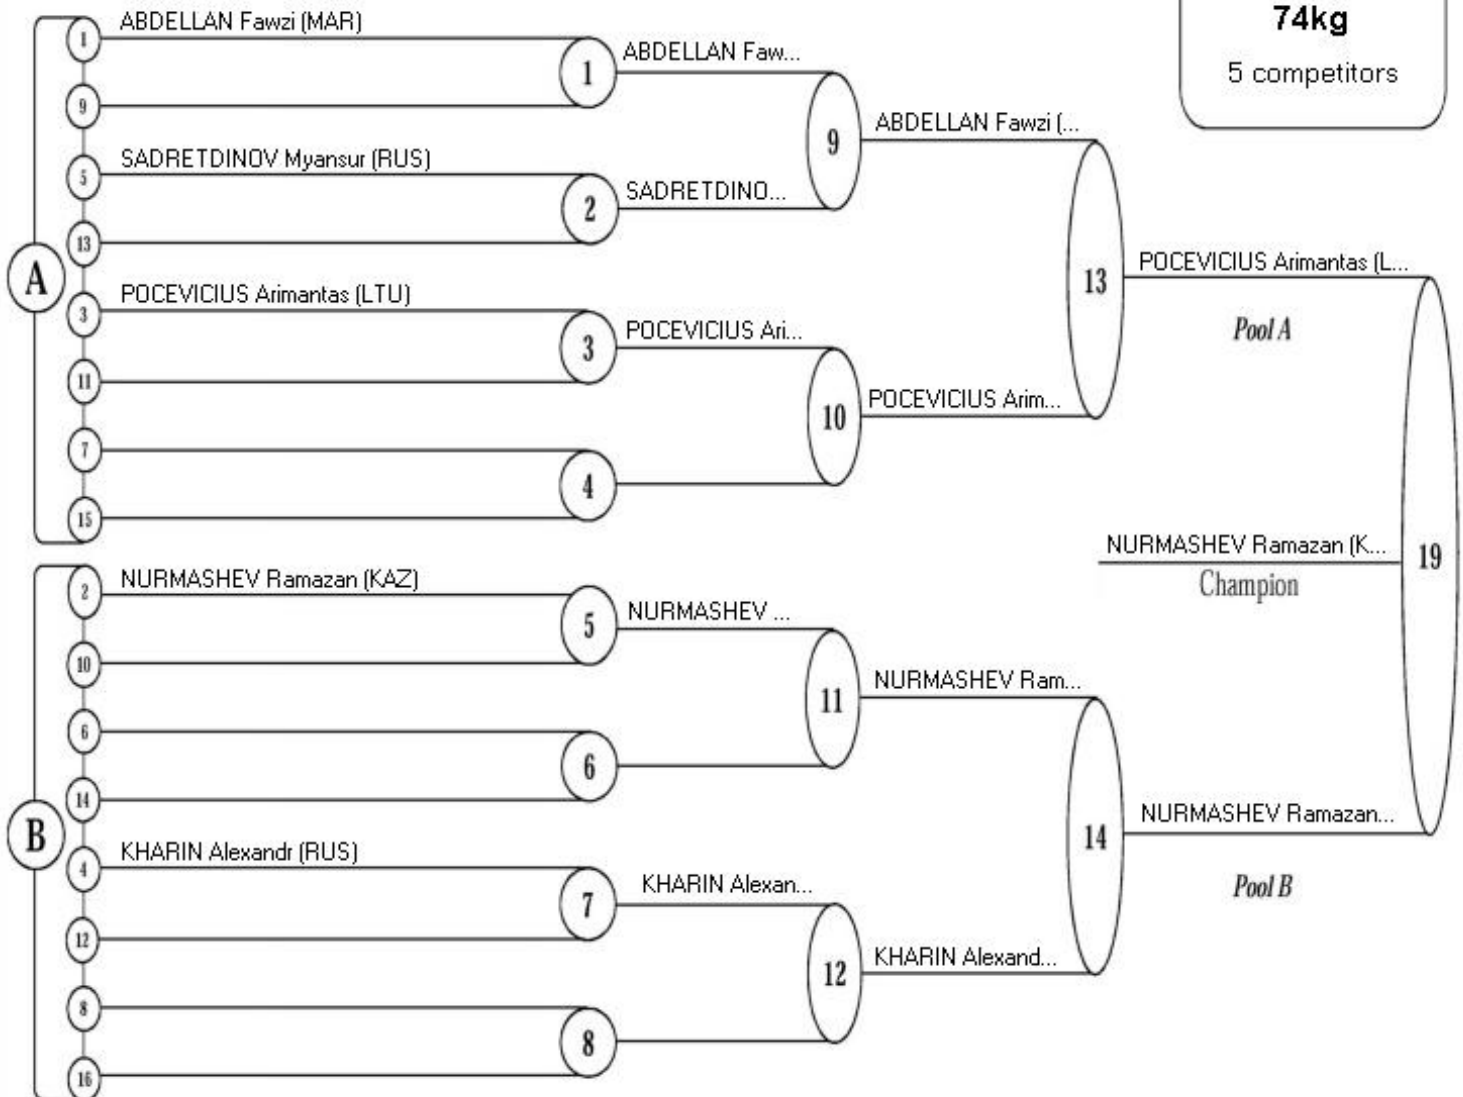 74kg
5 competitors
A
1
ABDELLAN Fawzi (MAR)
9
5
SADRETDINOV Myansur (RUS)
13
3
POCEVICIUS Arimantas (LTU)
11
7
15
1
ABDELLAN Faw...
2
SADRETDINO...
3
POCEVICIUS Ari...
4
9
ABDELLAN Fawzi (...
10
POCEVICIUS Arim...
13
POCEVICIUS Arimantas (L...
Pool A
B
2
NURMASHEV Ramazan (KAZ)
10
6
14
4
KHARIN Alexandr (RUS)
12
8
16
5
NURMASHEV ...
6
7
KHARIN Alexan...
8
11
NURMASHEV Ram...
12
KHARIN Alexand...
14
NURMASHEV Ramazan...
Pool B
19
NURMASHEV Ramazan (K...
Champion